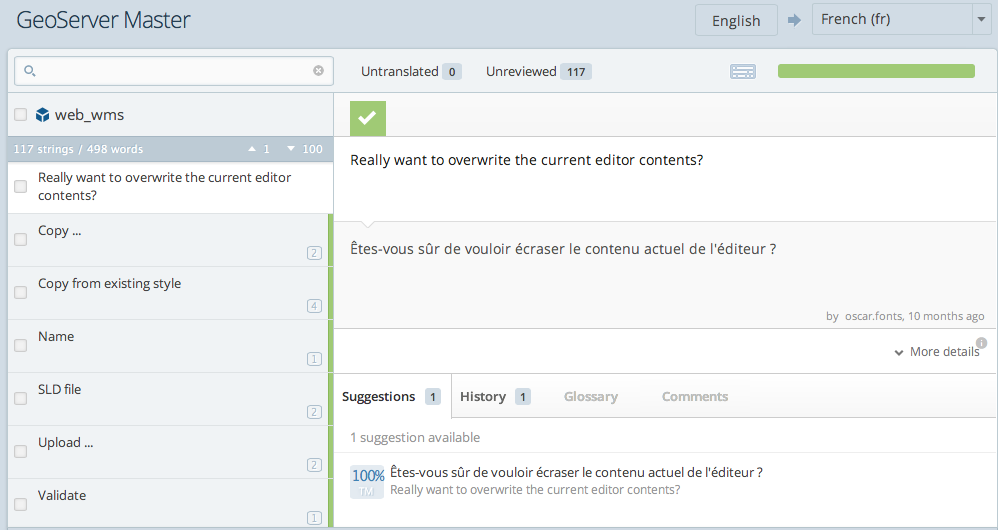 GeoServer Master
English
French (fr)
Untranslated 0
Unreviewed 117
web_wms
117 strings / 498 words
1
100
Really want to overwrite the current editor
contents?
Copy ...
2
Copy from existing style
4
Name
1
SLD file
2
Upload ...
2
Validate
1
Really want to overwrite the current editor contents?
Êtes-vous sûr de vouloir écraser le contenu actuel de l'éditeur ?
by oscar.fonts, 10 months ago
More details
i
Suggestions 1
History 1
Glossary
Comments
1 suggestion available
100%
TM
Êtes-vous sûr de vouloir écraser le contenu actuel de l'éditeur ?
Really want to overwrite the current editor contents?